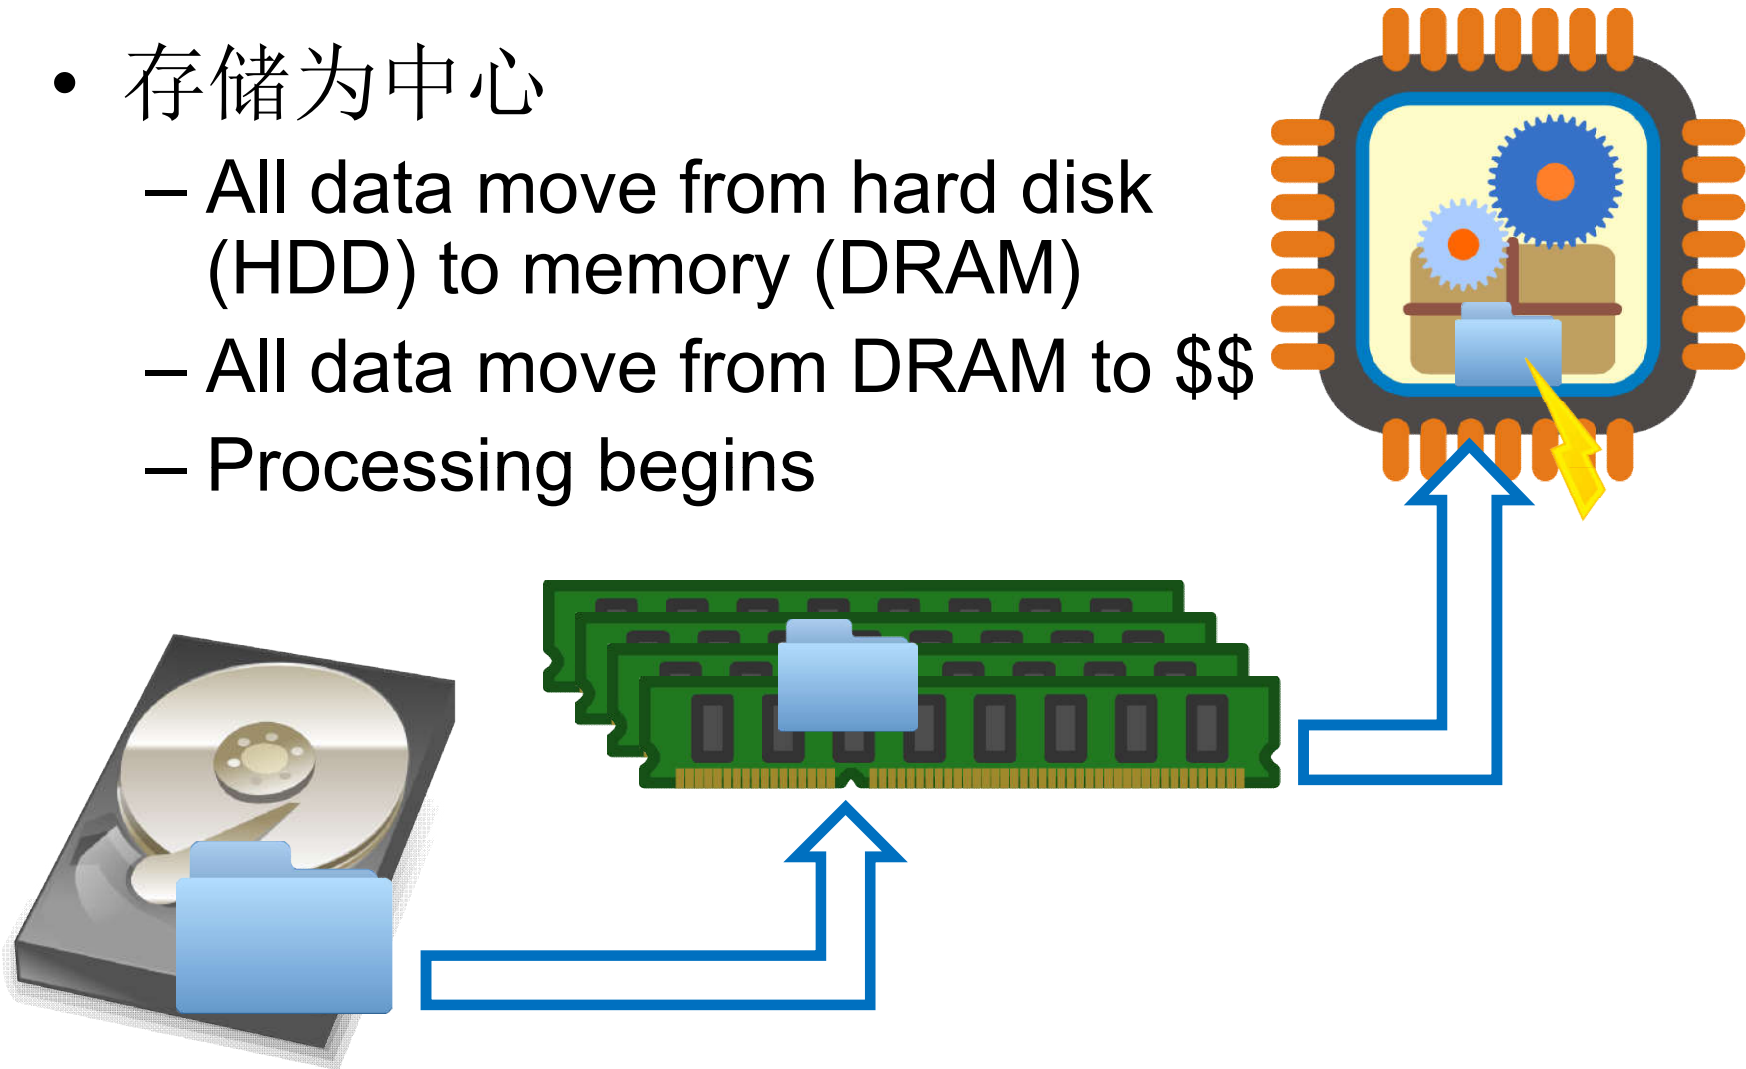 • 存储为中心
– All data move from hard disk
(HDD) to memory (DRAM)
– All data move from DRAM to $$
– Processing begins